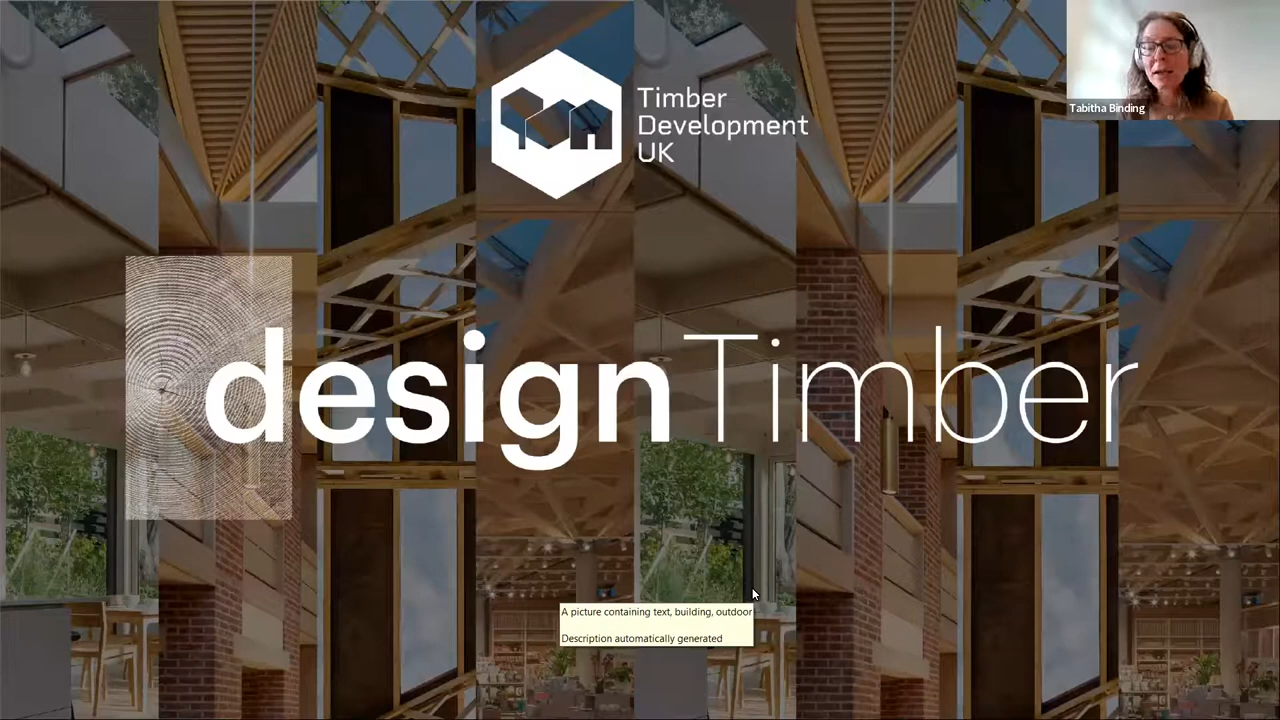 Timber
Development
UK
Tabitha Binding
designTimber
A picture containing text, building, outdoor
Description automatically generated